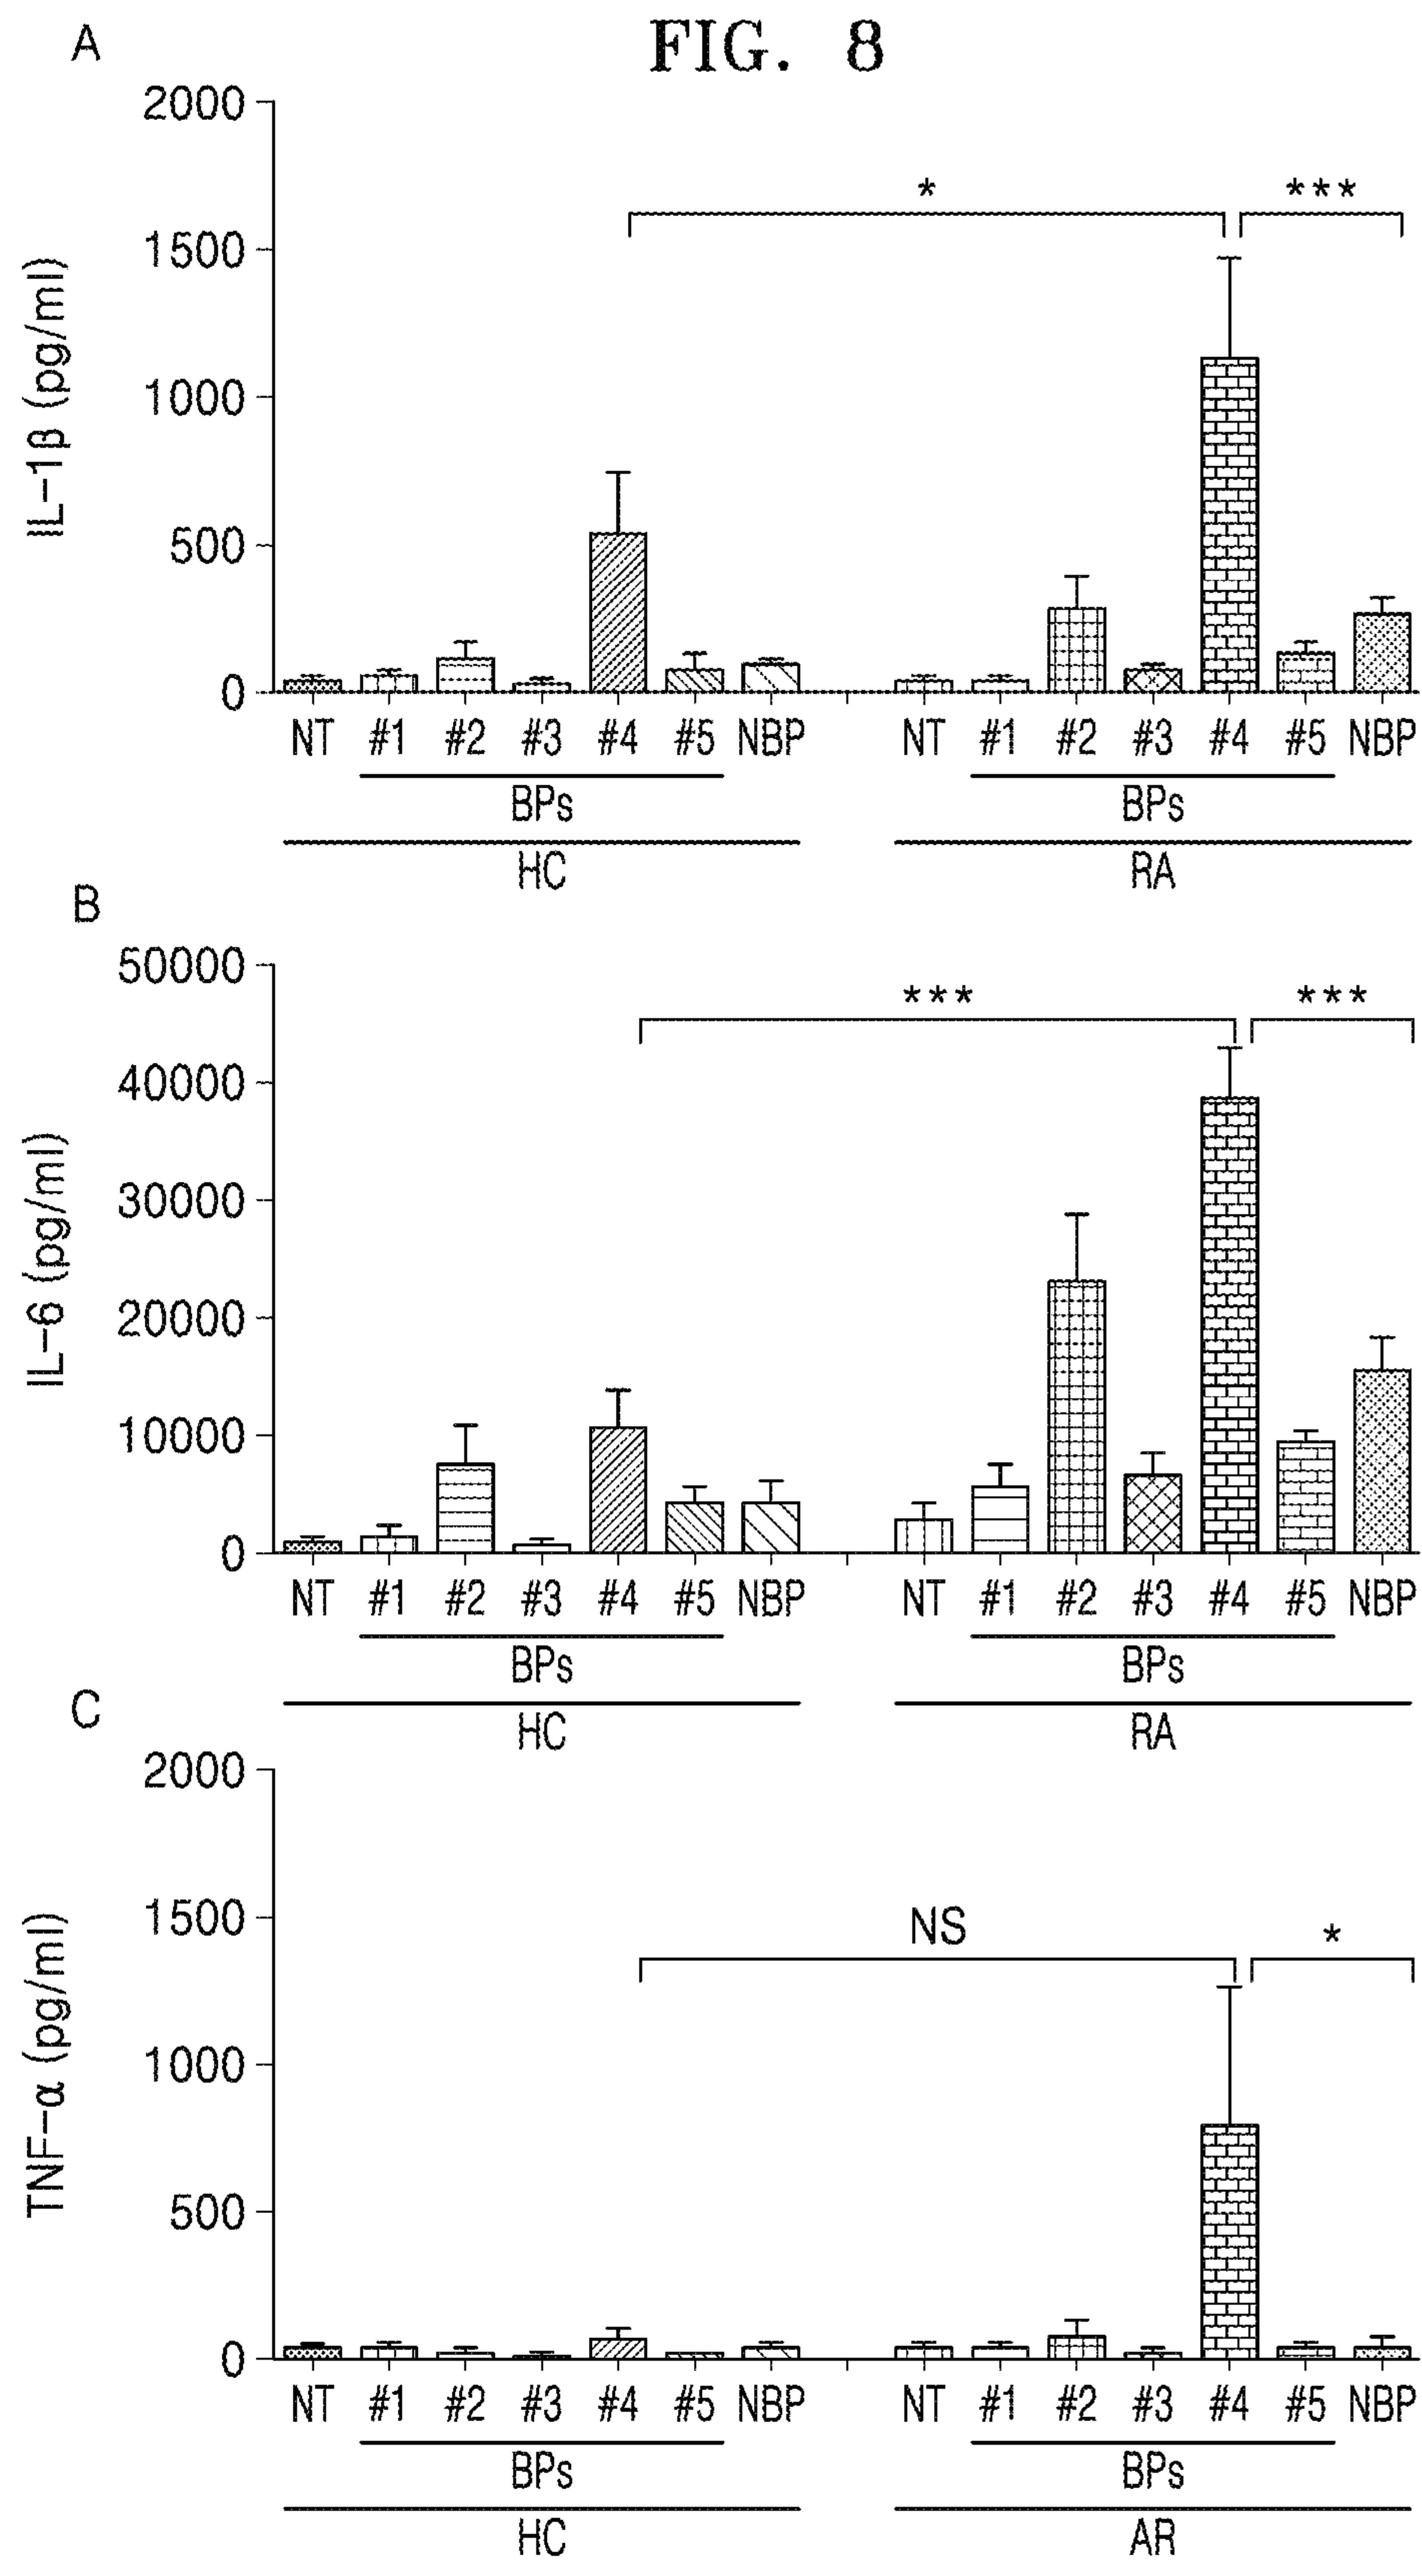 FIG. 8
A
2000
1500
1000
500
0
IL-1β (pg/ml)
* ***
NT #1 #2 #3 #4 #5 NBP NT #1 #2 #3 #4 #5 NBP
BPs BPs
HC RA
B
50000
40000
30000
20000
10000
0
IL-6 (pg/ml)
*** ***
NT #1 #2 #3 #4 #5 NBP NT #1 #2 #3 #4 #5 NBP
BPs BPs
HC RA
C
2000
1500
1000
500
0
TNF-α (pg/ml)
NS *
NT #1 #2 #3 #4 #5 NBP NT #1 #2 #3 #4 #5 NBP
BPs BPs
HC AR